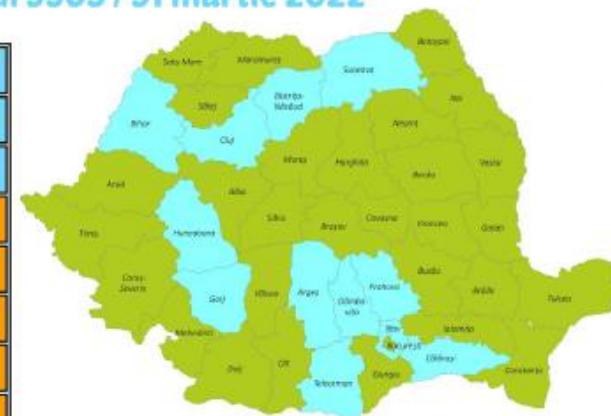 / 31 martie 2022
Botoșani
Satu Mare
Maramureș
Suceava
Iași
Sălaj
Bistrița-
Năsăud
Bihor
Cluj
Neamț
Mureș
Harghita
Vaslui
Bacău
Arad
Alba
Sibiu
Brașov
Covasna
Vrancea
Galați
Timiș
Hunedoara
Caraș-
Severin
Gorj
Vâlcea
Argeș
Dâmbo-
vița
Prahova
Buzău
Brăila
Tulcea
Ilfov
București
Ialomița
Călărași
Mehedinți
Dolj
Olt
Teleorman
Giurgiu
Constanța